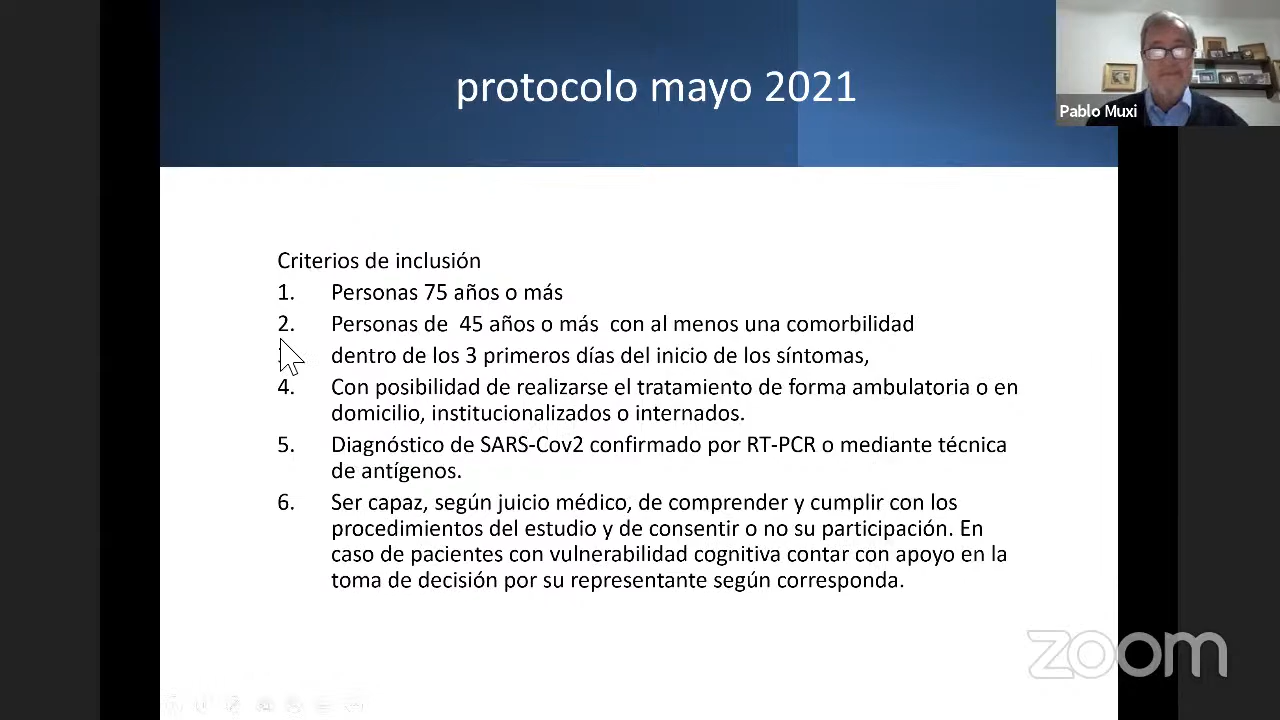 protocolo mayo 2021
Pablo Muxi
Criterios de inclusión
1. Personas 75 años o más
2. Personas de 45 años o más con al menos una comorbilidad
dentro de los 3 primeros días del inicio de los síntomas,
4. Con posibilidad de realizarse el tratamiento de forma ambulatoria o en
domicilio, institucionalizados o internados.
5. Diagnóstico de SARS-Cov2 confirmado por RT-PCR o mediante técnica
de antígenos.
6. Ser capaz, según juicio médico, de comprender y cumplir con los
procedimientos del estudio y de consentir o no su participación. En
caso de pacientes con vulnerabilidad cognitiva contar con apoyo en la
toma de decisión por su representante según corresponda.
zoom